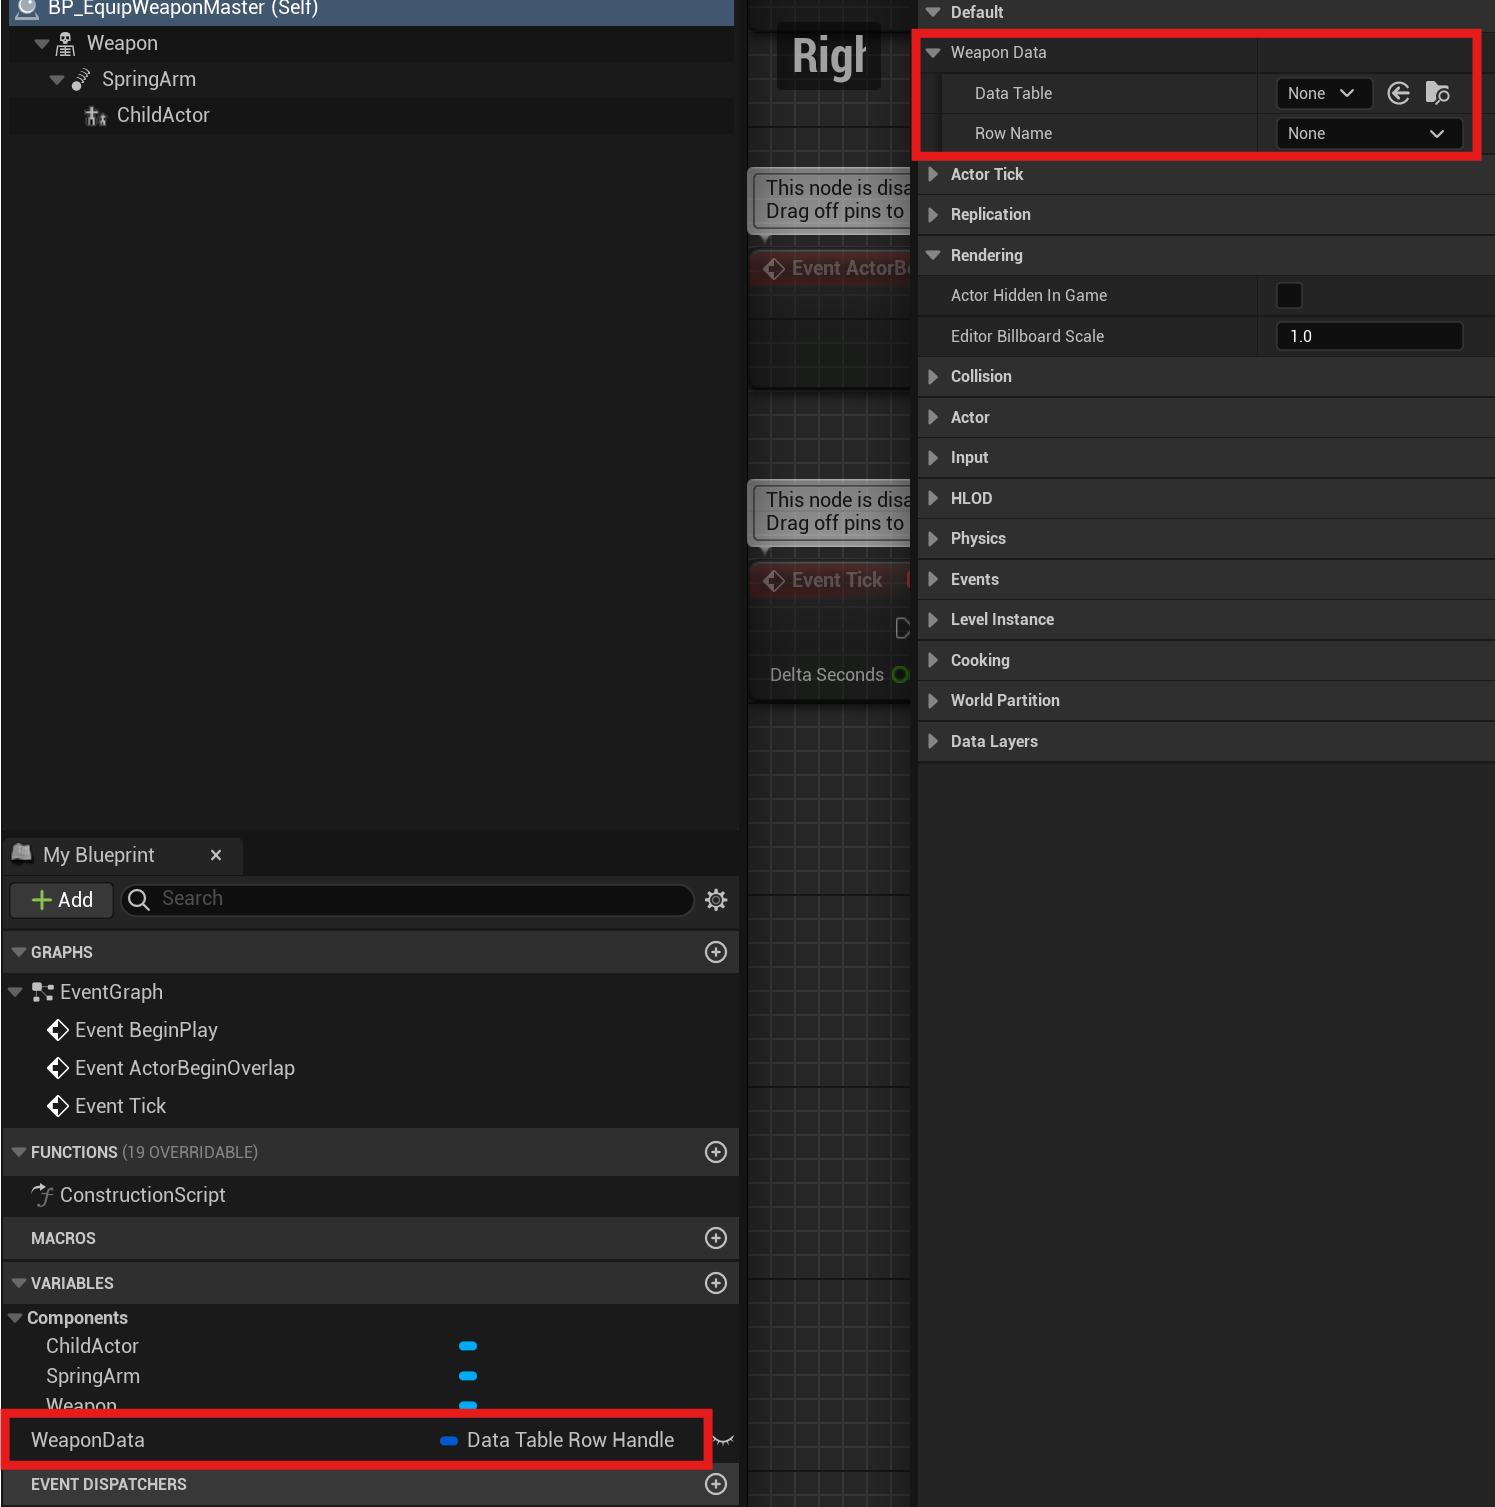 BP_EquipWeaponMaster (Self)
Weapon
SpringArm
ChildActor
Righ
This node is disa
Drag off pins to
Event ActorBe
This node is disa
Drag off pins to
Event Tick
Delta Seconds
Default
Weapon Data
Data Table
None
Row Name
None
Actor Tick
Replication
Rendering
Actor Hidden In Game
Editor Billboard Scale
1.0
Collision
Actor
Input
HLOD
Physics
Events
Level Instance
Cooking
World Partition
Data Layers
My Blueprint
Add
Search
GRAPHS
EventGraph
Event BeginPlay
Event ActorBeginOverlap
Event Tick
FUNCTIONS (19 OVERRIDABLE)
ConstructionScript
MACROS
VARIABLES
Components
ChildActor
SpringArm
Weapon
WeaponData
Data Table Row Handle
EVENT DISPATCHERS